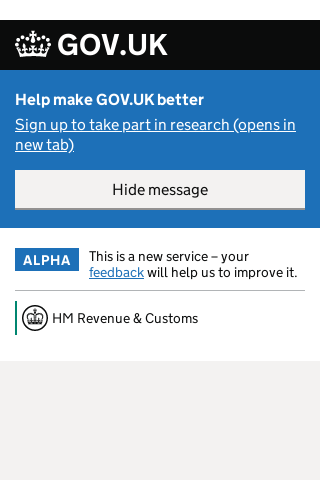 GOV.UK
Help make GOV.UK better
Sign up to take part in research (opens in
new tab)
Hide message
ALPHA
This is a new service – your
feedback will help us to improve it.
HM Revenue & Customs